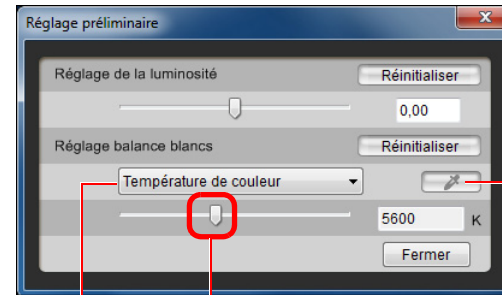 Réglage préliminaire
Réglage de la luminosité Réinitialiser
0,00
Réglage balance blancs Réinitialiser
Température de couleur
5600 K
Fermer